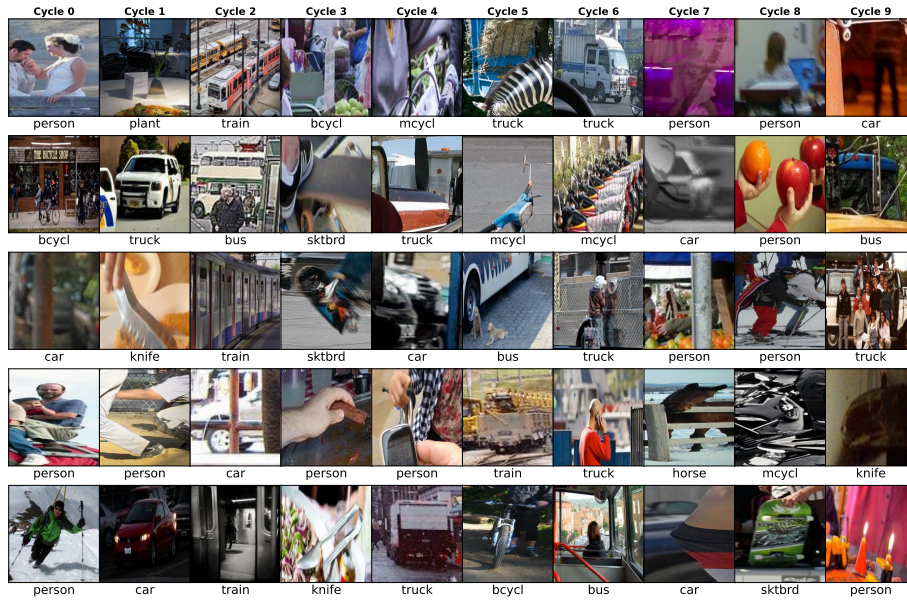 Cycle 0 Cycle 1 Cycle 2 Cycle 3 Cycle 4 Cycle 5 Cycle 6 Cycle 7 Cycle 8 Cycle 9
person plant train bcycl mcycl truck truck person person car
THE BICYCLE SHOP
bcycl truck bus sktbrd truck mcycl mcycl car person bus
car knife train sktbrd car bus truck person person truck
person person car person person train truck horse mcycl knife
person car train knife truck bcycl bus car sktbrd person